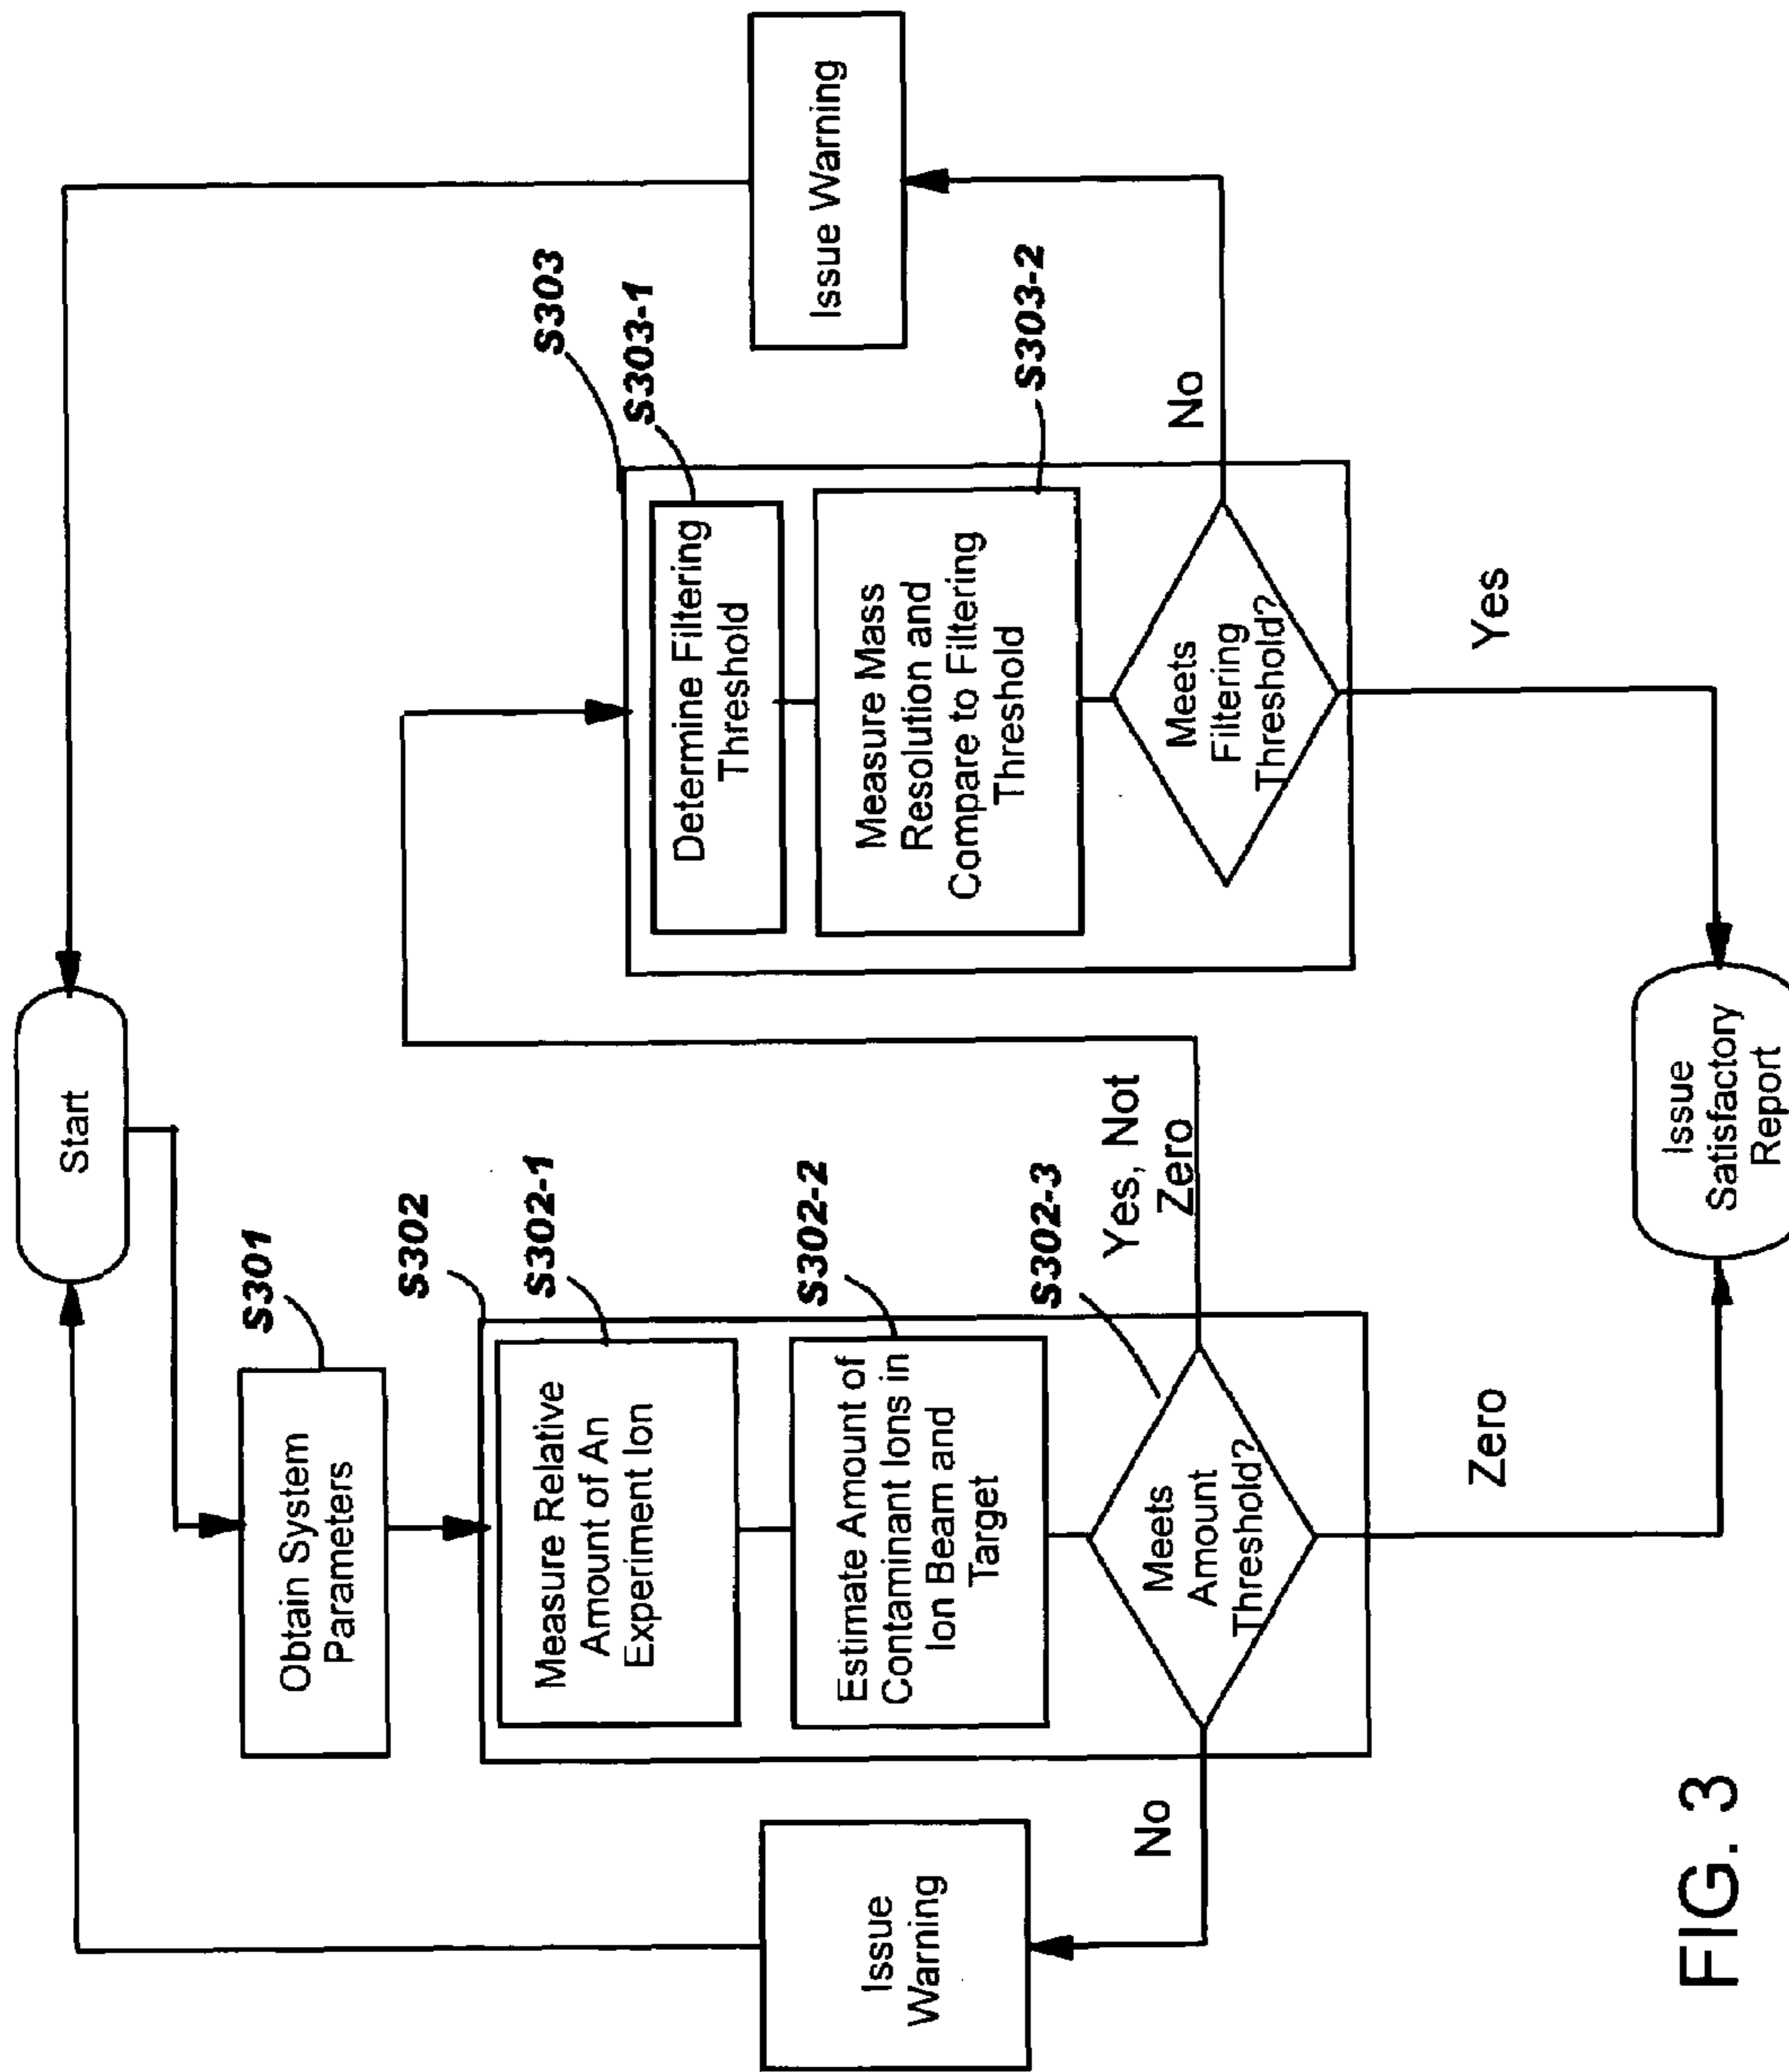 Start
s301
Obtain System
Parameters
s302
s302-1
Measure Relative
Amount of An
Experiment Ion
s302-2
Estimate Amount of
Contaminant Ions in
Ion Beam and
Target
s302-3
Meets
Amount
Threshold?
No
Issue
Warning
Yes, Not
Zero
Zero
s303
s303-1
Determine Filtering
Threshold
s303-2
Measure Mass
Resolution and
Compare to Filtering
Threshold
Meets
Filtering
Threshold?
No
Issue Warning
Yes
Issue
Satisfactory
Report
FIG. 3